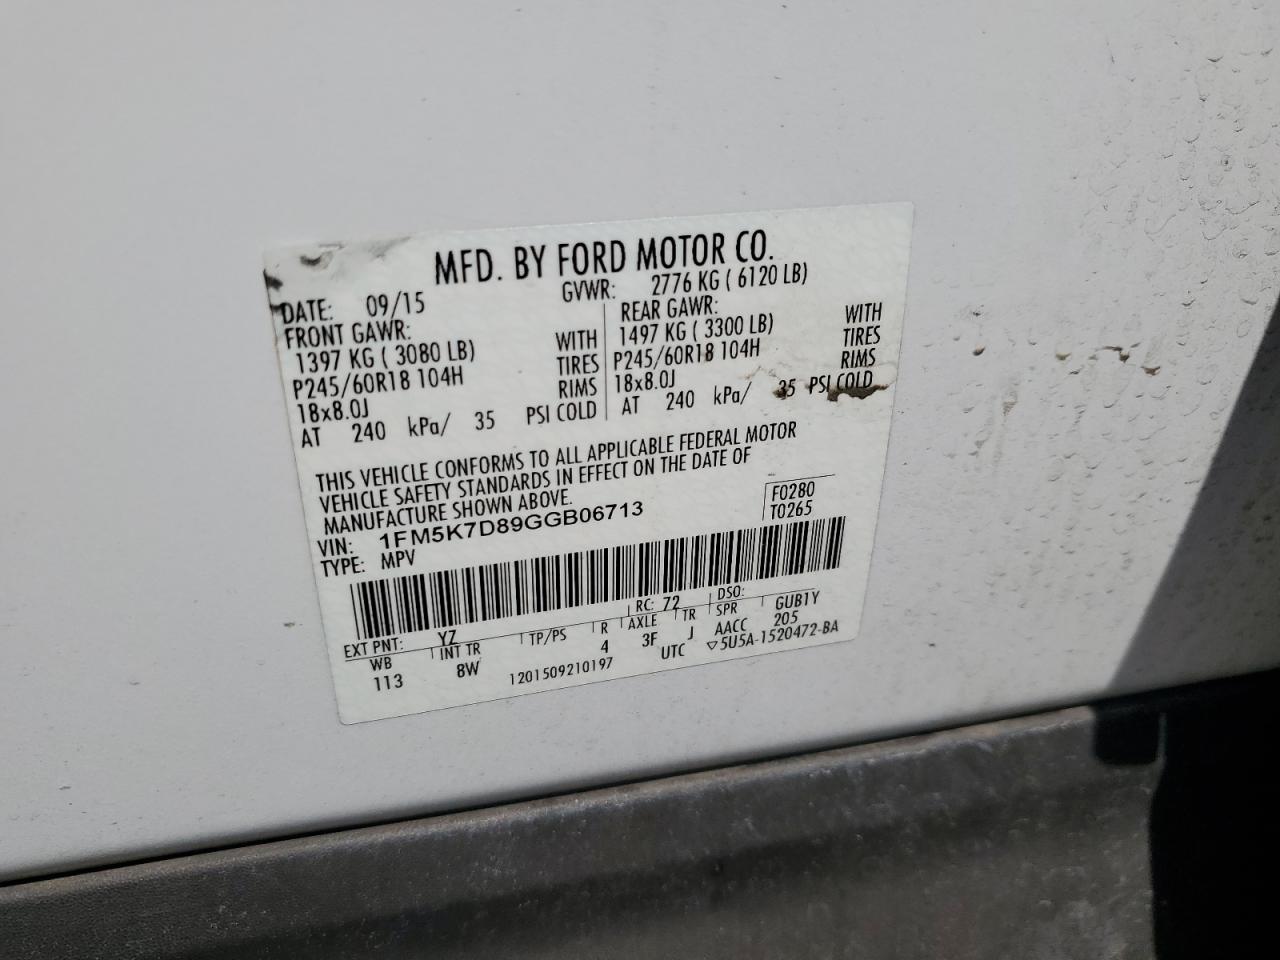 MFD. BY FORD MOTOR CO.
DATE: 09/15 GVWR: 2776 KG ( 6120 LB)
FRONT GAWR:
1397 KG ( 3080 LB) WITH
P245/60R18 104H TIRES
18x8.0J RIMS
AT 240 kPa/ 35 PSI COLD
REAR GAWR:
1497 KG ( 3300 LB) WITH
P245/60R18 104H TIRES
18x8.0J RIMS
AT 240 kPa/ 35 PSI COLD
THIS VEHICLE CONFORMS TO ALL APPLICABLE FEDERAL MOTOR
VEHICLE SAFETY STANDARDS IN EFFECT ON THE DATE OF
MANUFACTURE SHOWN ABOVE.
F0280
T0265
VIN: 1FM5K7D89GGB06713
TYPE: MPV
EXT PNT: YZ RC: 72 DSO:
WB INT TR TP/PS R AXLE TR SPR GUB1Y
113 8W 4 3F J AACC 205
1201509210197 UTC ▽5U5A-1520472-BA